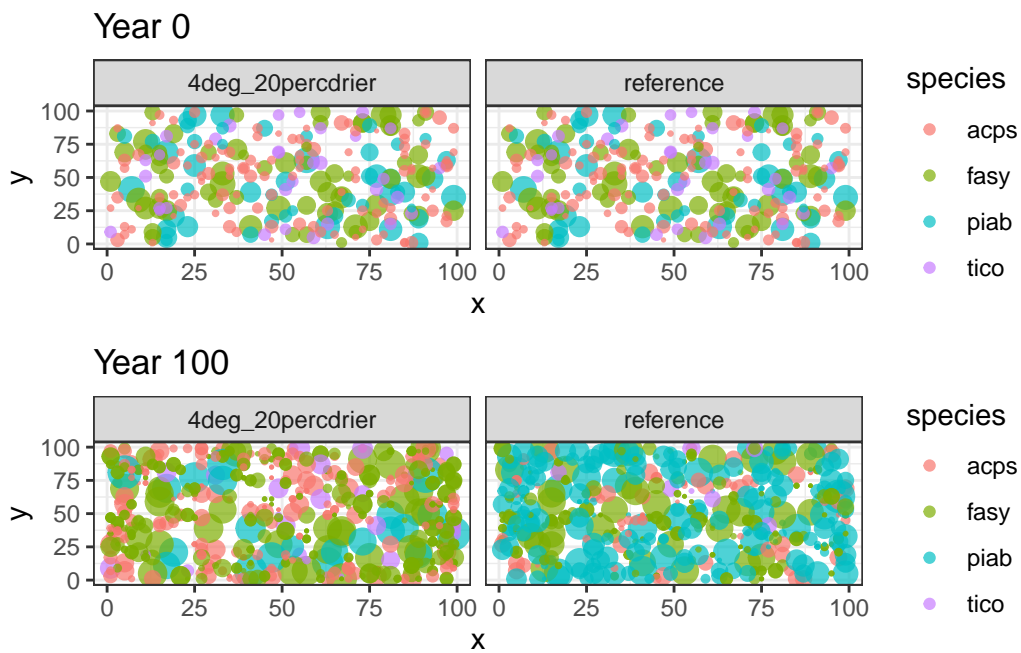 Year 0
4deg_20percdrier reference
species
acps
fasy
piab
tico
y
100
75
50
25
0
0 25 50 75 100 0 25 50 75 100
x
Year 100
4deg_20percdrier reference
species
acps
fasy
piab
tico
y
100
75
50
25
0
0 25 50 75 100 0 25 50 75 100
x